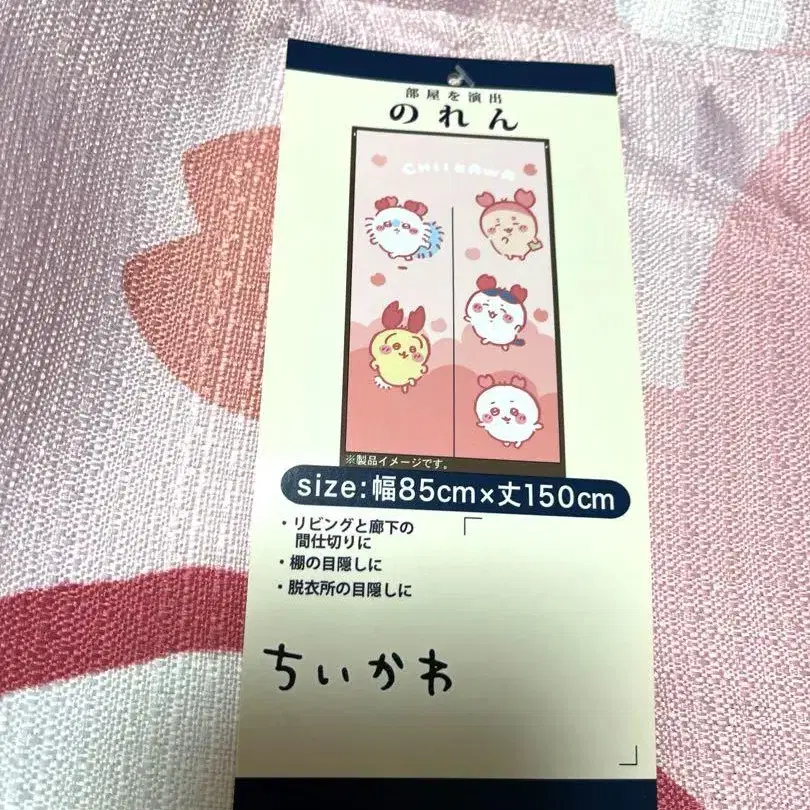 部屋を演出
のれん
CHIIKAWA
※製品イメージです。
size:幅85cm×丈150cm
・リビングと廊下の
間仕切りに
・棚の目隠しに
・脱衣所の目隠しに
ちいかわ